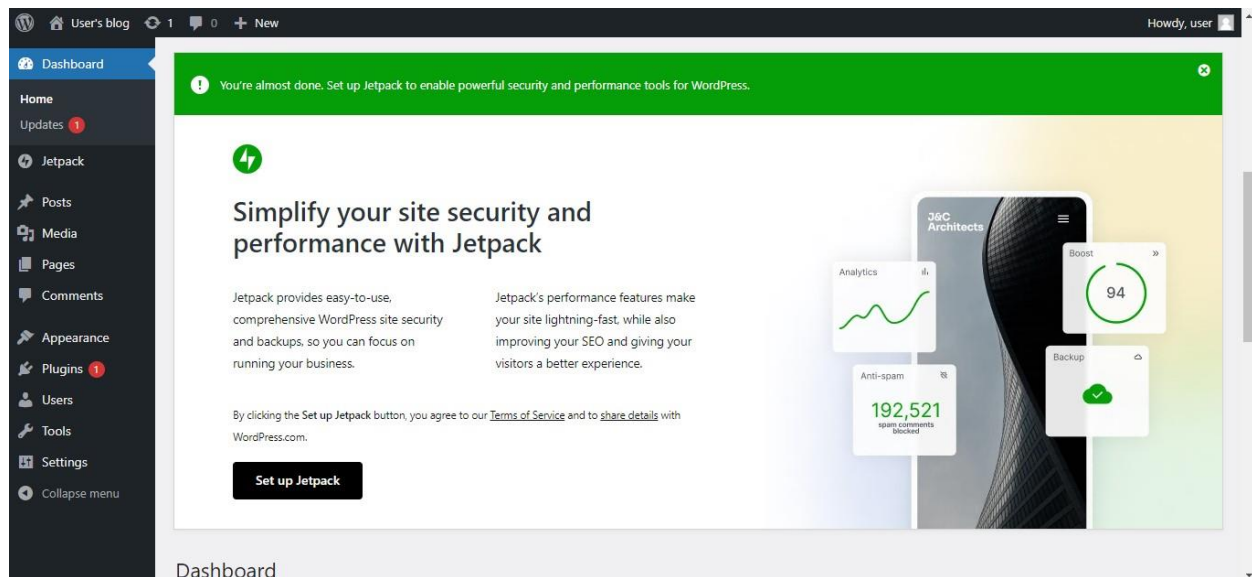 User's blog 1 0 New Howdy, user
Dashboard
Home
Updates 1
Jetpack
Posts
Media
Pages
Comments
Appearance
Plugins 1
Users
Tools
Settings
Collapse menu
You're almost done. Set up Jetpack to enable powerful security and performance tools for WordPress.
Simplify your site security and
performance with Jetpack
Jetpack provides easy-to-use,
comprehensive WordPress site security
and backups, so you can focus on
running your business.
Jetpack's performance features make
your site lightning-fast, while also
improving your SEO and giving your
visitors a better experience.
By clicking the Set up Jetpack button, you agree to our Terms of Service and to share details with
WordPress.com.
Set up Jetpack
J&C
Architects
Analytics
Boost
94
Anti-spam
192,521
spam comments
blocked
Backup
Dashboard